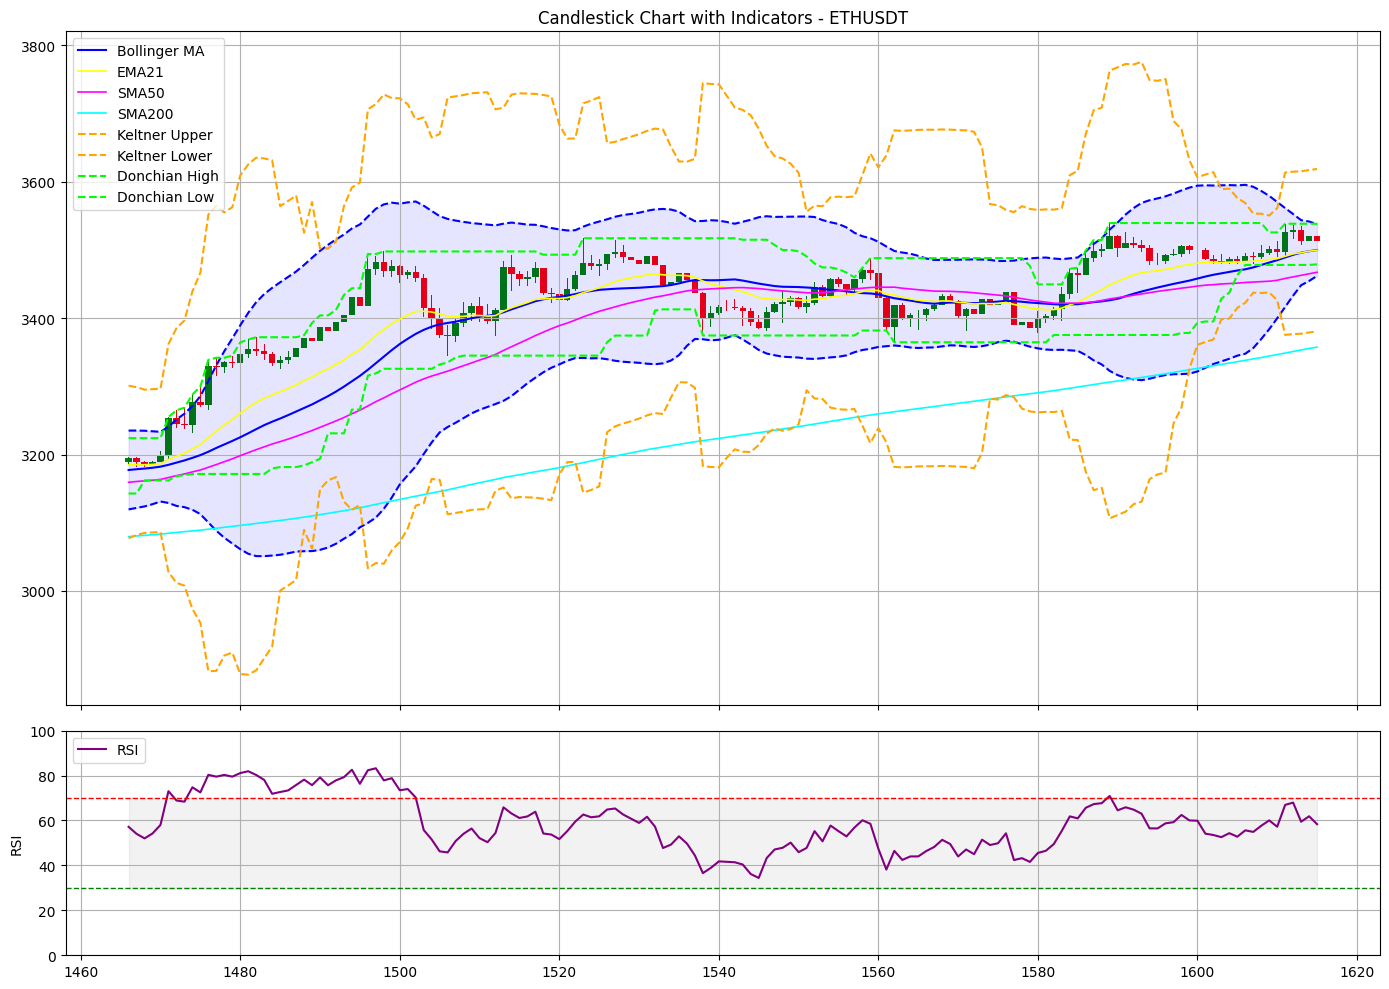 Candlestick Chart with Indicators - ETHUSDT
3800
3600
3400
3200
3000
Bollinger MA
EMA21
SMA50
SMA200
Keltner Upper
Keltner Lower
Donchian High
Donchian Low
100
80
60
40
20
0
RSI
RSI
1460 1480 1500 1520 1540 1560 1580 1600 1620